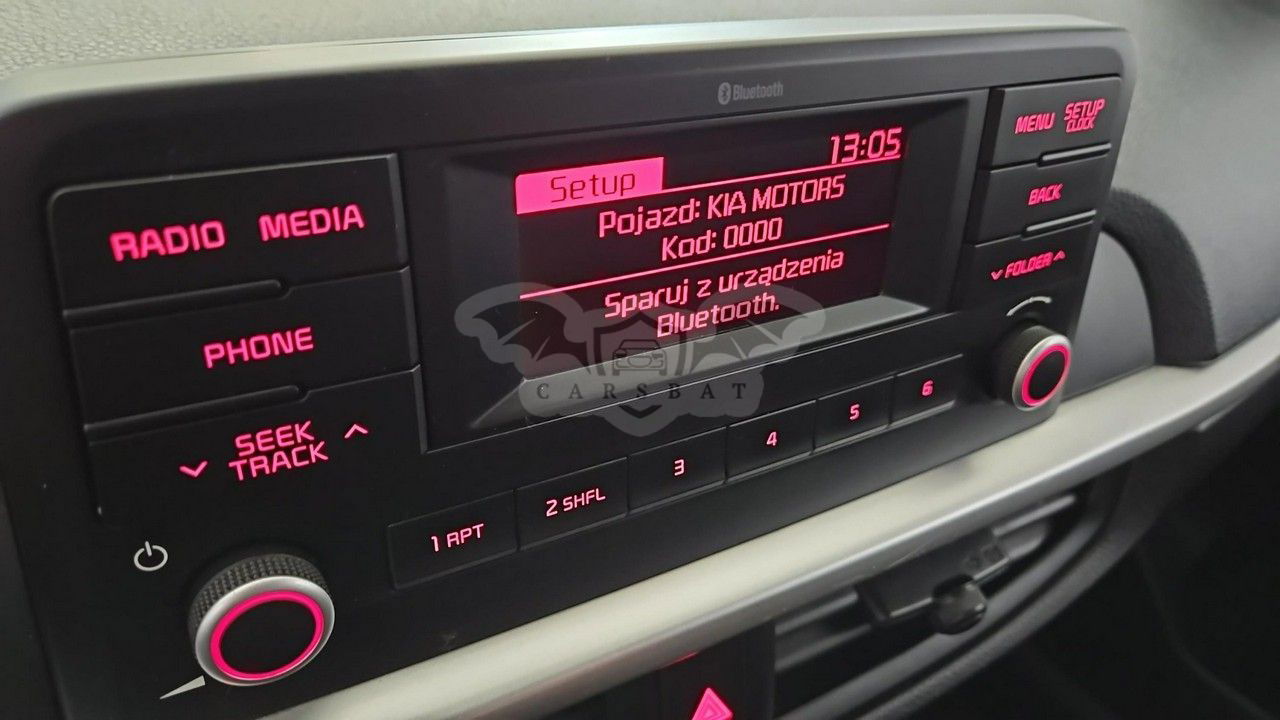 Bluetooth
MENU SETUP
CLOCK
RADIO MEDIA
13:05
Setup
Pojazd: KIA MOTORS
Kod: 0000
Sparuj z urządzenia
Bluetooth.
BACK
FOLDER
PHONE
CARSBAT
SEEK
TRACK
1 RPT 2 SHFL 3 4 5 6